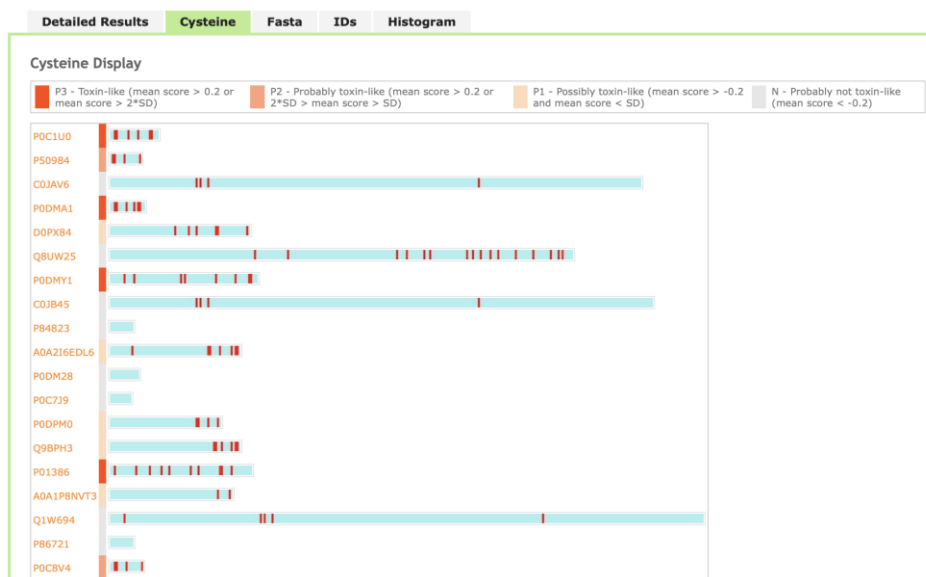 Detailed Results Cysteine Fasta IDs Histogram
Cysteine Display
P3 - Toxin-like (mean score > 0.2 or
mean score > 2*SD)
P2 - Probably toxin-like (mean score > 0.2 or
2*SD > mean score > SD)
P1 - Possibly toxin-like (mean score > -0.2
and mean score < SD)
N - Probably not toxin-like
(mean score < -0.2)
P0C1U0
P50984
C0JAV6
P0DMA1
D0PX84
Q8UW25
P0DMY1
C0JB45
P84823
A0A2I6EDL6
P0DM28
P0C7J9
P0DPM0
Q9BPH3
P01386
A0A1P8NVT3
Q1W694
P86721
P0C8V4